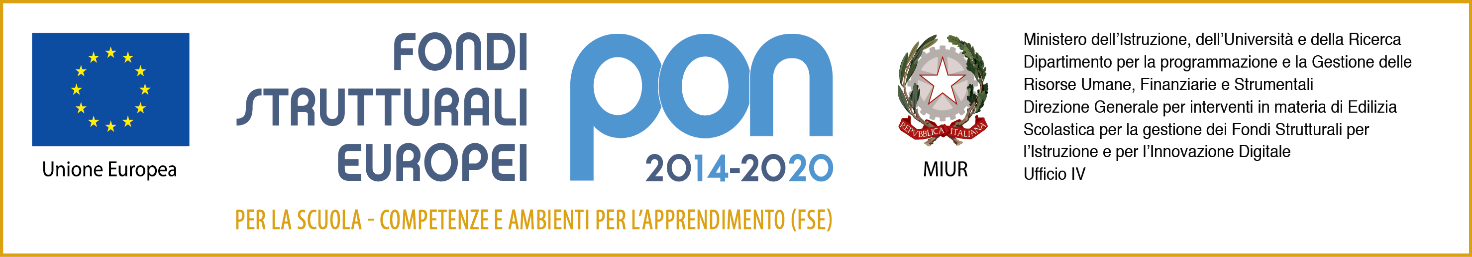 Unione Europea
FONDI
STRUTTURALI
EUROPEI
pon
2014-2020
PER LA SCUOLA - COMPETENZE E AMBIENTI PER L'APPRENDIMENTO (FSE)
REPVBBLICA ITALIANA
MIUR
Ministero dell'Istruzione, dell'Università e della Ricerca
Dipartimento per la programmazione e la Gestione delle
Risorse Umane, Finanziarie e Strumentali
Direzione Generale per interventi in materia di Edilizia
Scolastica per la gestione dei Fondi Strutturali per
l'Istruzione e per l'Innovazione Digitale
Ufficio IV